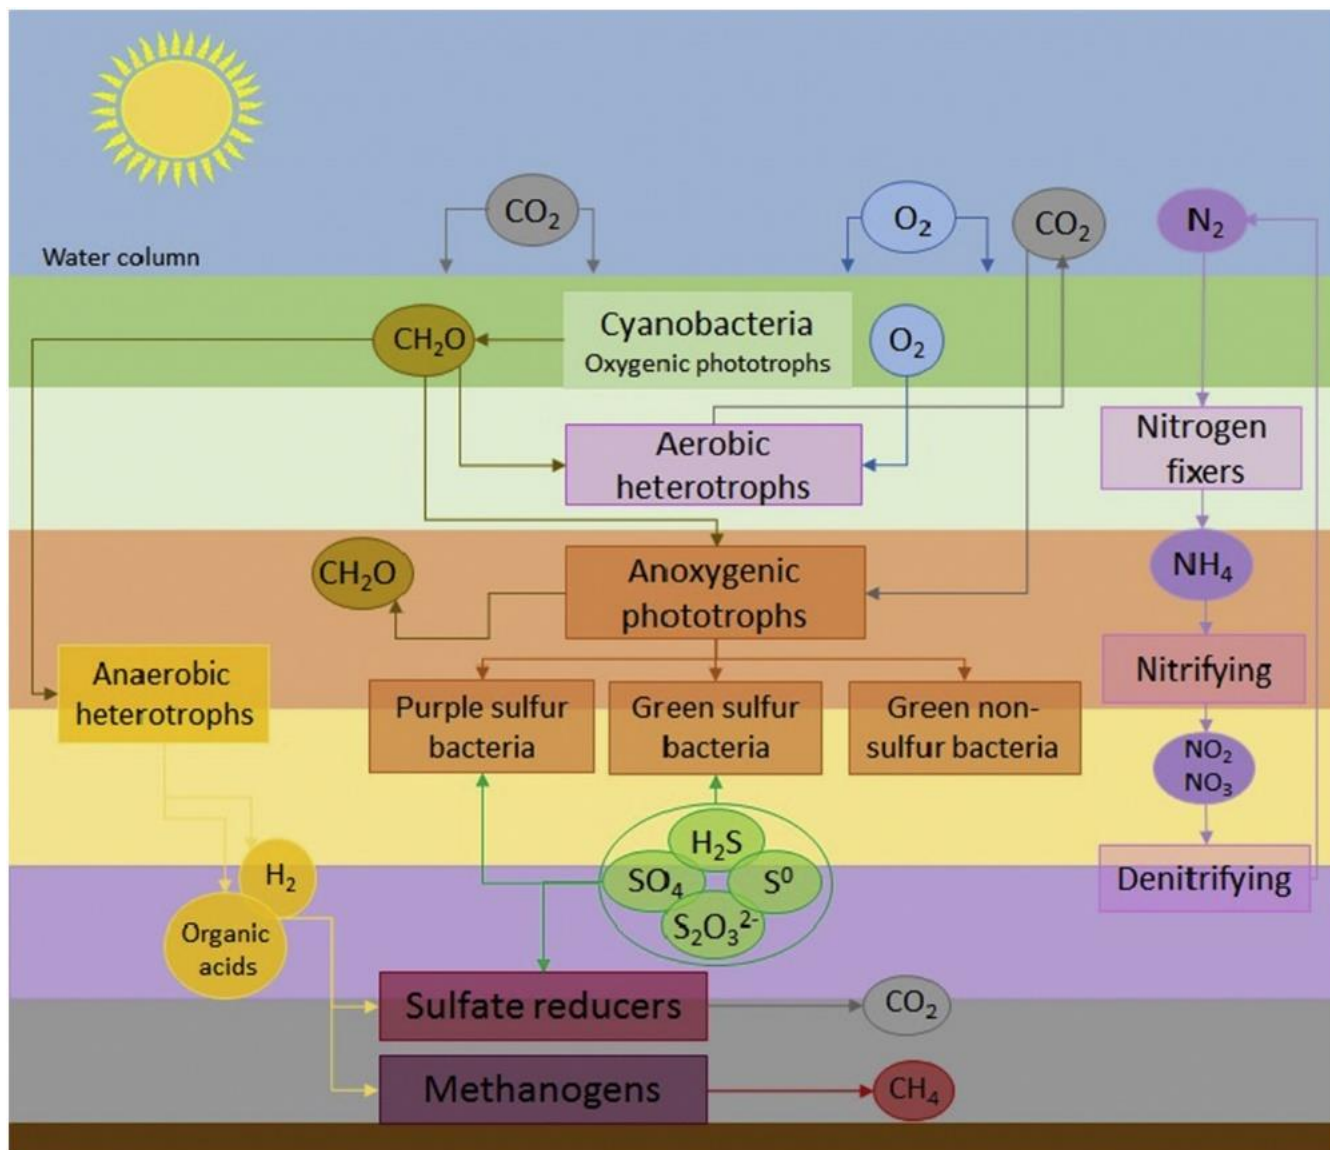 CO₂
O₂
CO₂
N₂
Water column
CH₂O
Cyanobacteria
Oxygenic phototrophs
O₂
Aerobic
heterotrophs
Nitrogen
fixers
CH₂O
Anoxygenic
phototrophs
NH₄
Anaerobic
heterotrophs
Nitrifying
Purple sulfur
bacteria
Green sulfur
bacteria
Green non-
sulfur bacteria
NO₂
NO₃
H₂S
SO₄
S⁰
S₂O₃²⁻
H₂
Organic
acids
Denitrifying
Sulfate reducers
CO₂
Methanogens
CH₄